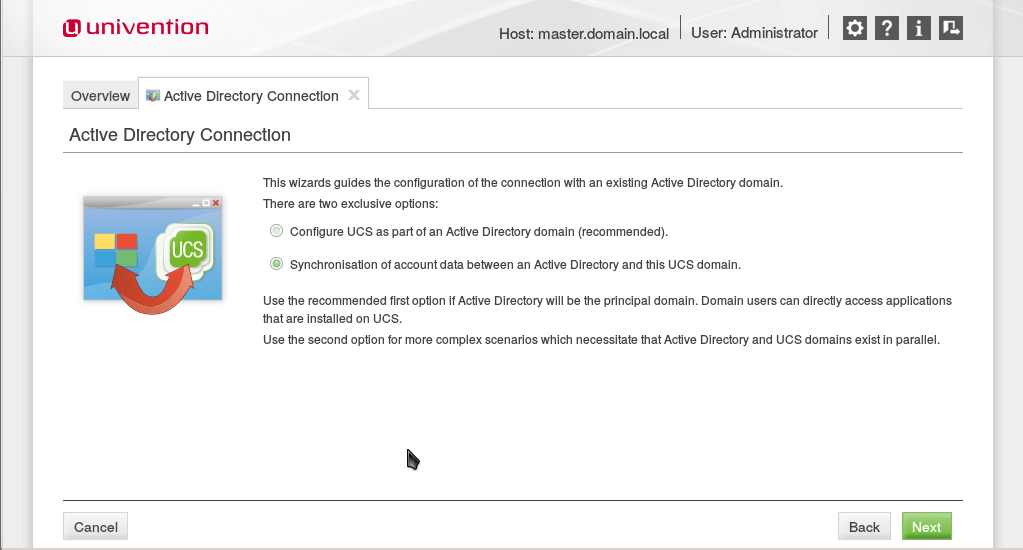 univention
Host: master.domain.local
User: Administrator
Overview
Active Directory Connection
Active Directory Connection
This wizards guides the configuration of the connection with an existing Active Directory domain.
There are two exclusive options:
Configure UCS as part of an Active Directory domain (recommended).
UCS
Synchronisation of account data between an Active Directory and this UCS domain.
Use the recommended first option if Active Directory will be the principal domain. Domain users can directly access applications
that are installed on UCS.
Use the second option for more complex scenarios which necessitate that Active Directory and UCS domains exist in parallel.
Cancel
Back
Next